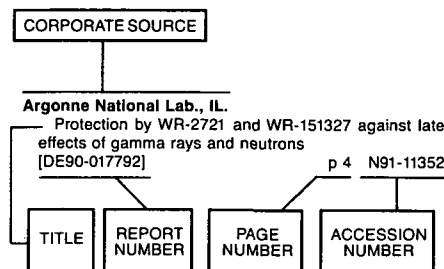 CORPORATE SOURCE
Argonne National Lab., IL.
Protection by WR-2721 and WR-151327 against late
effects of gamma rays and neutrons
[DE90-017792] p 4 N91-11352
TITLE REPORT NUMBER PAGE NUMBER ACCESSION NUMBER